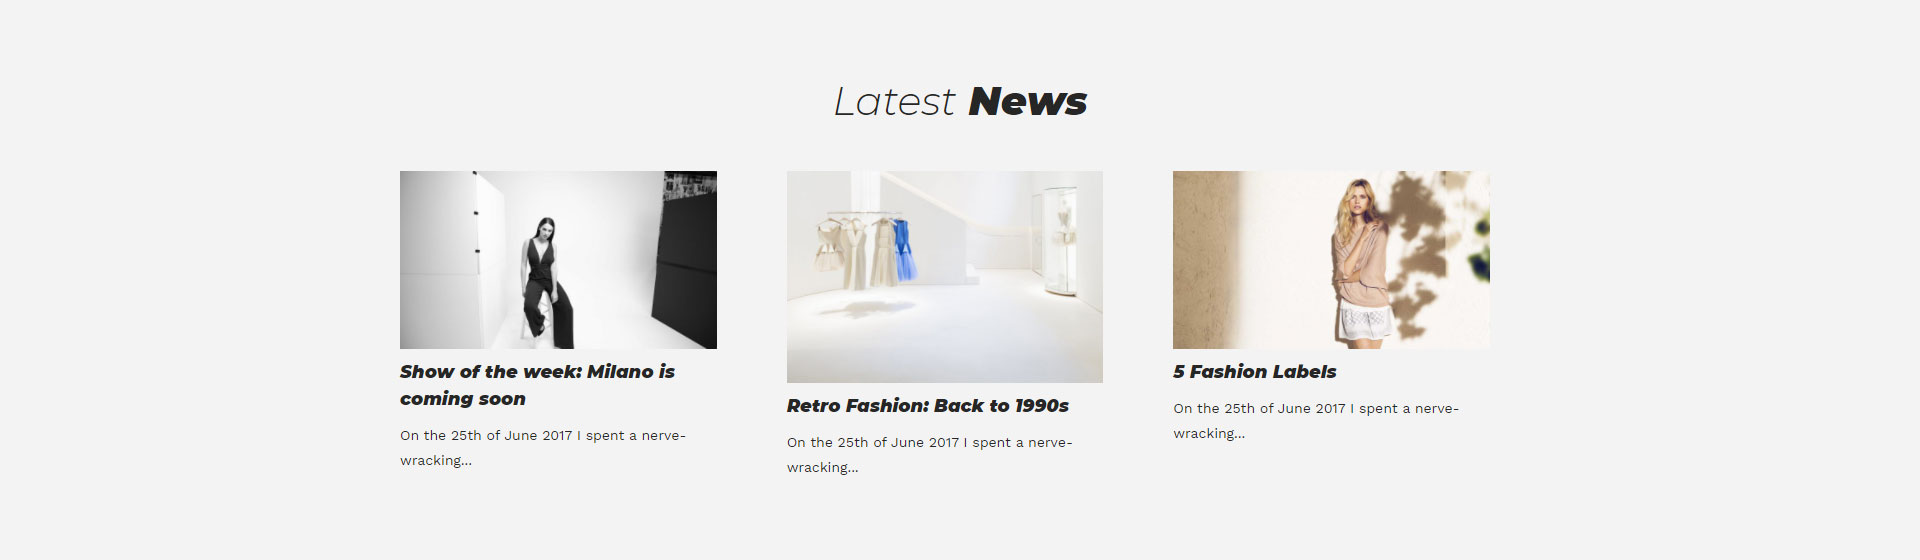 Latest News
Show of the week: Milano is
coming soon
On the 25th of June 2017 I spent a nerve-
wracking...
Retro Fashion: Back to 1990s
On the 25th of June 2017 I spent a nerve-
wracking...
5 Fashion Labels
On the 25th of June 2017 I spent a nerve-
wracking...